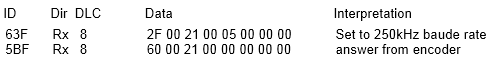 ID Dir DLC Data Interpretation
63F Rx 8 2F 00 21 00 05 00 00 00 Set to 250kHz baude rate
5BF Rx 8 60 00 21 00 00 00 00 00 answer from encoder